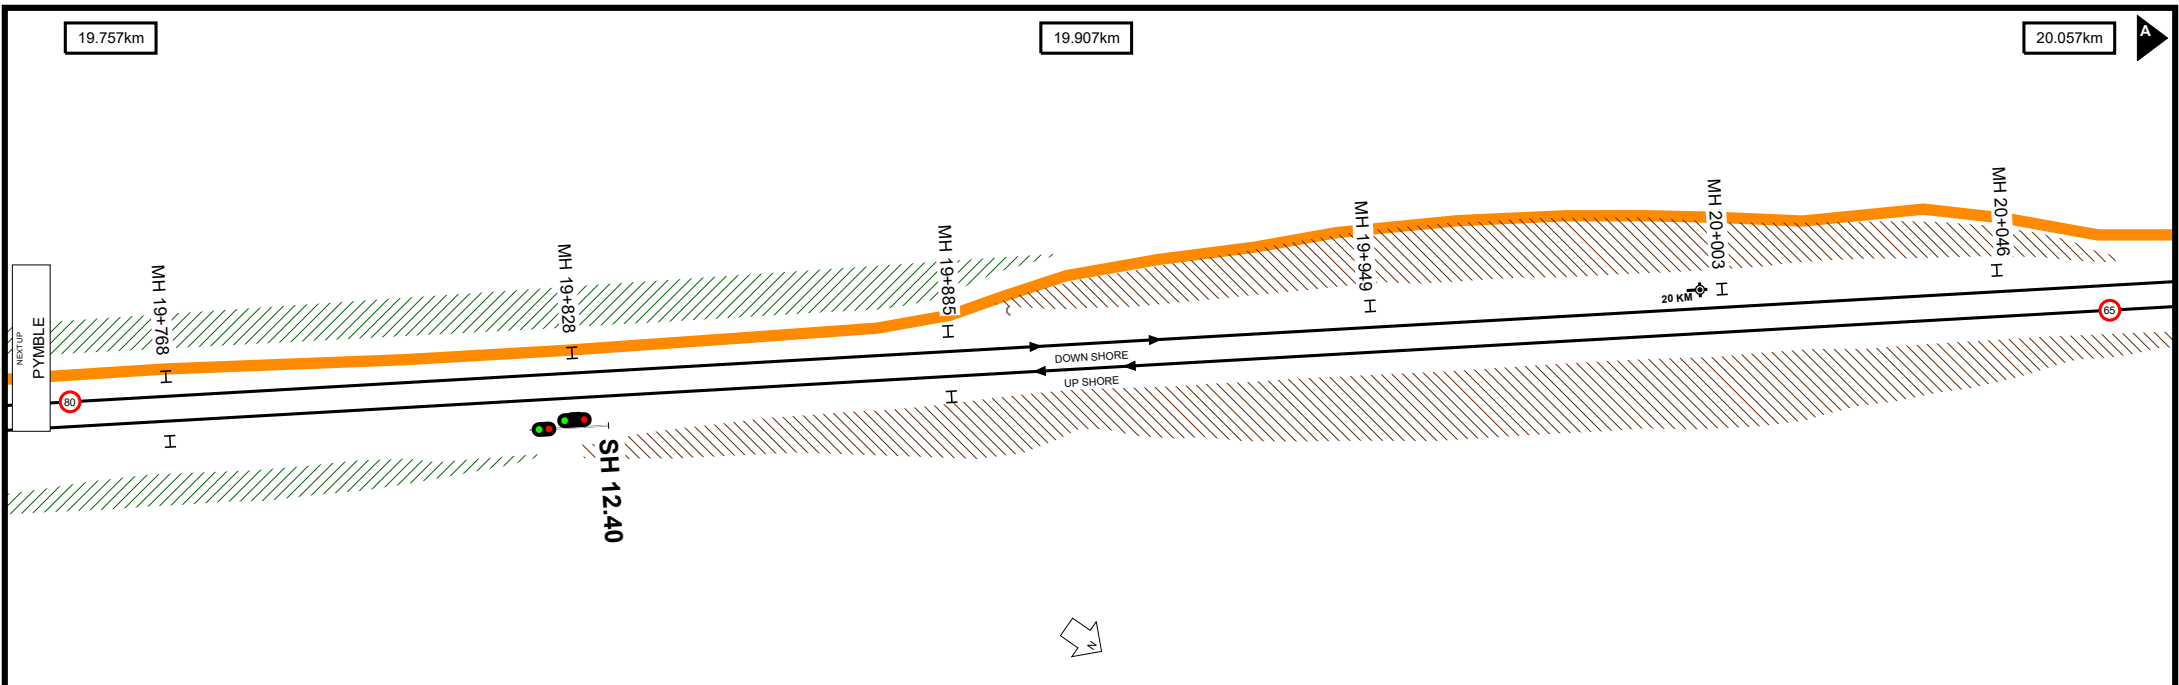 19.757km
19.907km
20.057km
A
NEXT UP
PYMBLE
MH 19+768
MH 19+828
MH 19+885
MH 19+949
MH 20+003
MH 20+046
20 KM
80
65
DOWN SHORE
UP SHORE
SH 12.40
N